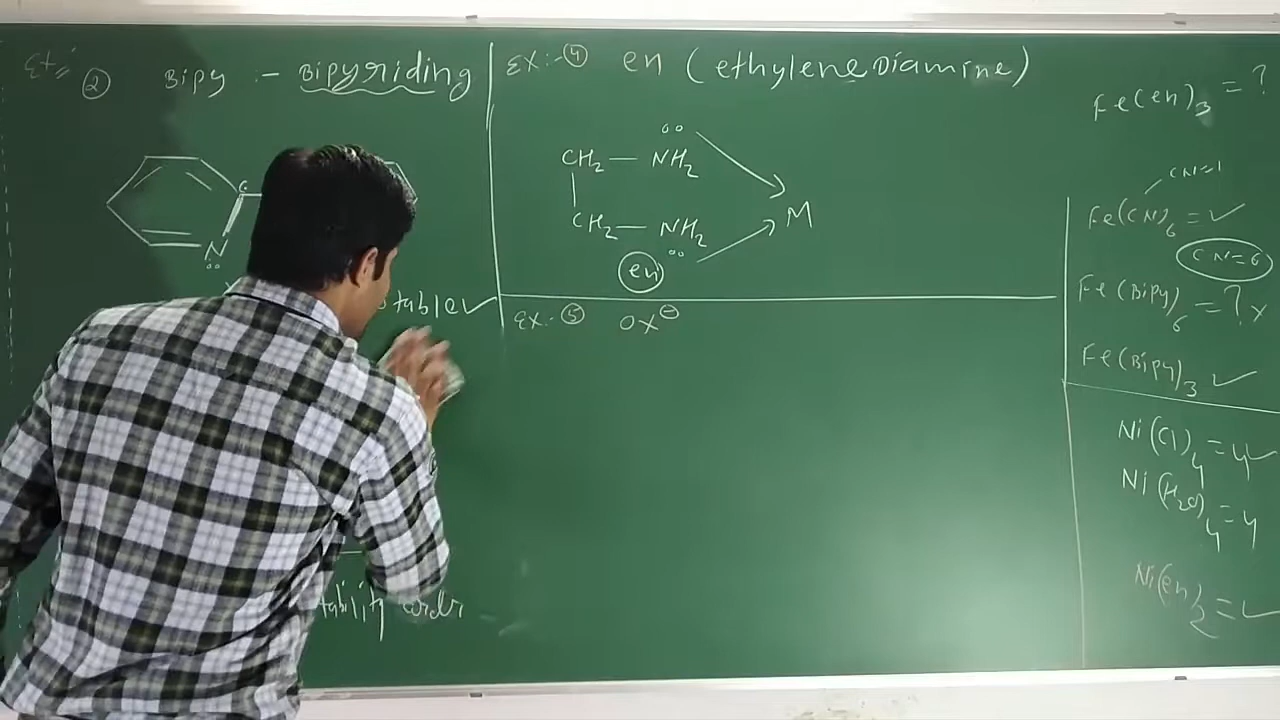 Ex:-
② Bipy :- Bipyriding
C
N
stable
tability order
Ex:- ④ en (ethylene Diamine)
CH₂ — NH₂
CH₂ — NH₂
M
en
Ex:- ⑤ ox⊖
Fe(en)₃ = ?
CN=1
Fe(CN)₆ = ✓
CN=6
Fe(Bipy)₆ = ? x
Fe(Bipy)₃ ✓
Ni(Cl)₄ = 4 ✓
Ni(H₂O)₄ = 4
Ni(en)₂ = ✓